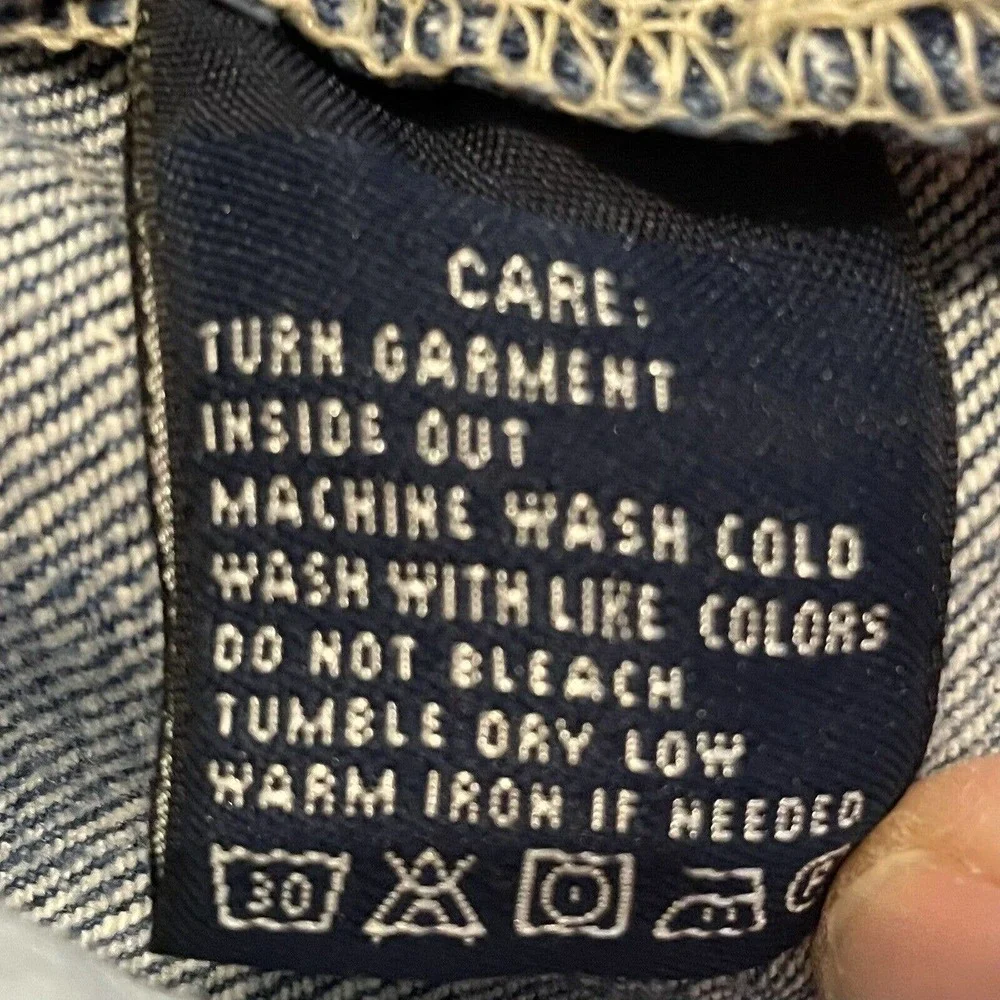 CARE:
TURN GARMENT
INSIDE OUT
MACHINE WASH COLD
WASH WITH LIKE COLORS
DO NOT BLEACH
TUMBLE DRY LOW
WARM IRON IF NEEDED
30